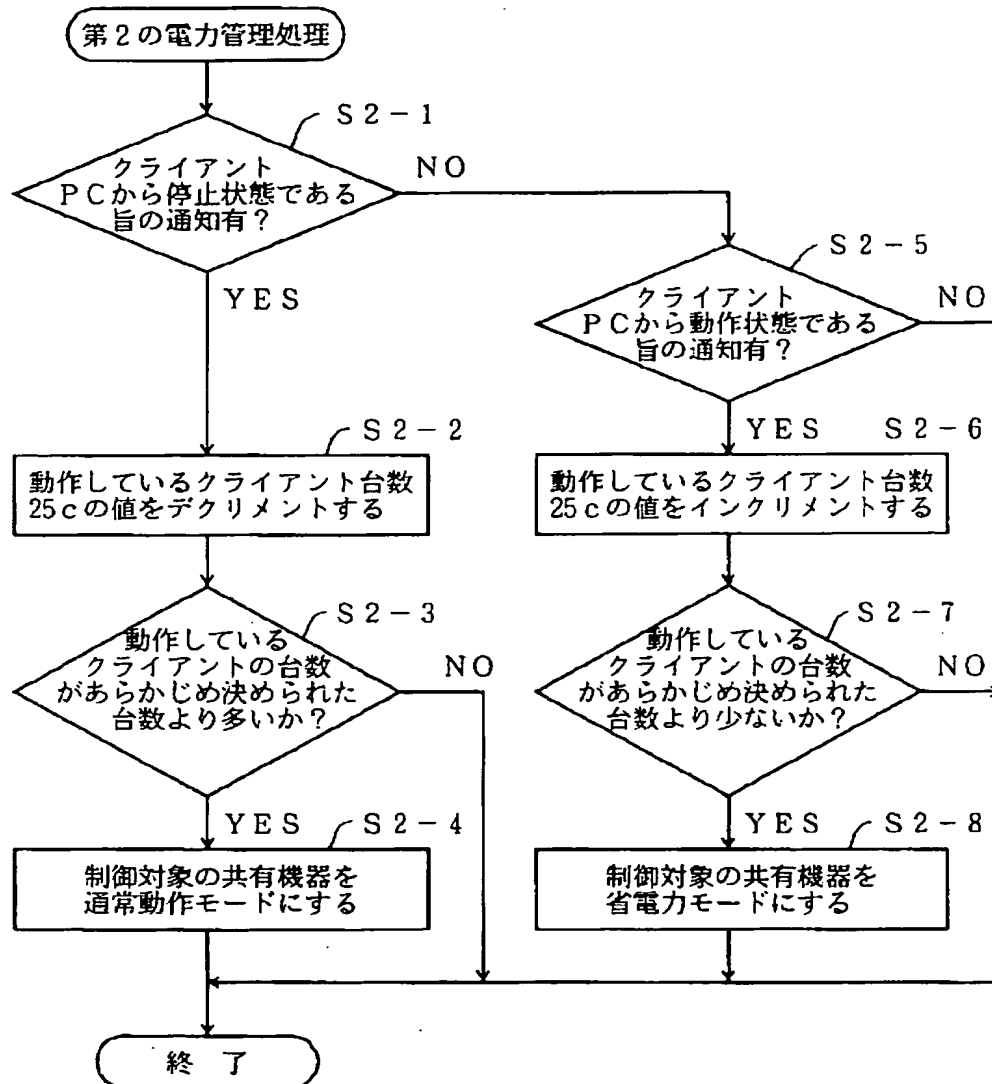 第2の電力管理処理
S2-1
クライアント
PCから停止状態である
旨の通知有?
NO
YES
S2-5
クライアント
PCから動作状態である
旨の通知有?
NO
YES
S2-2
動作しているクライアント台数
25cの値をデクリメントする
S2-6
動作しているクライアント台数
25cの値をインクリメントする
S2-3
動作している
クライアントの台数
があらかじめ決められた
台数より多いか?
NO
YES
S2-7
動作している
クライアントの台数
があらかじめ決められた
台数より少ないか?
NO
YES
S2-4
制御対象の共有機器を
通常動作モードにする
S2-8
制御対象の共有機器を
省電力モードにする
終 了